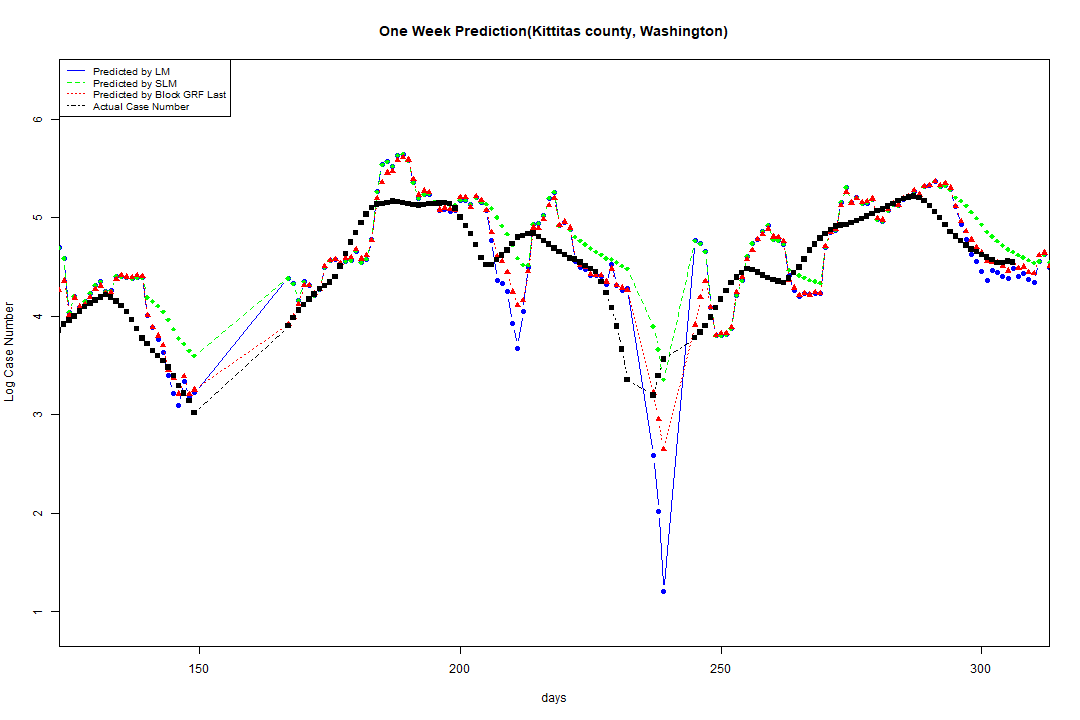 One Week Prediction(Kittitas county, Washington)
Predicted by LM
Predicted by SLM
Predicted by Block GRF Last
Actual Case Number
Log Case Number
6
5
4
3
2
1
150 200 250 300
days